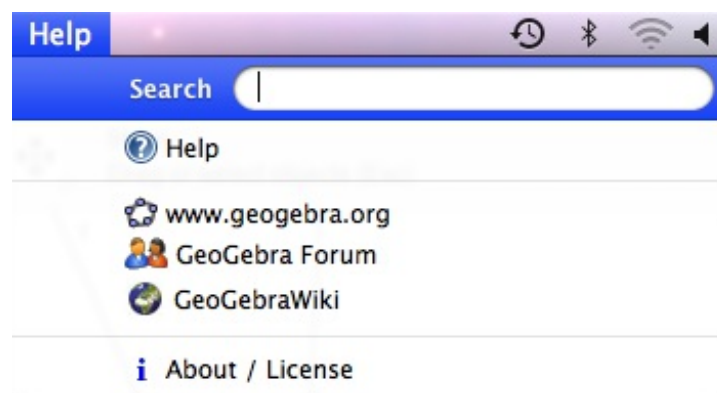 Help
Search
Help
www.geogebra.org
GeoGebra Forum
GeoGebraWiki
About / License